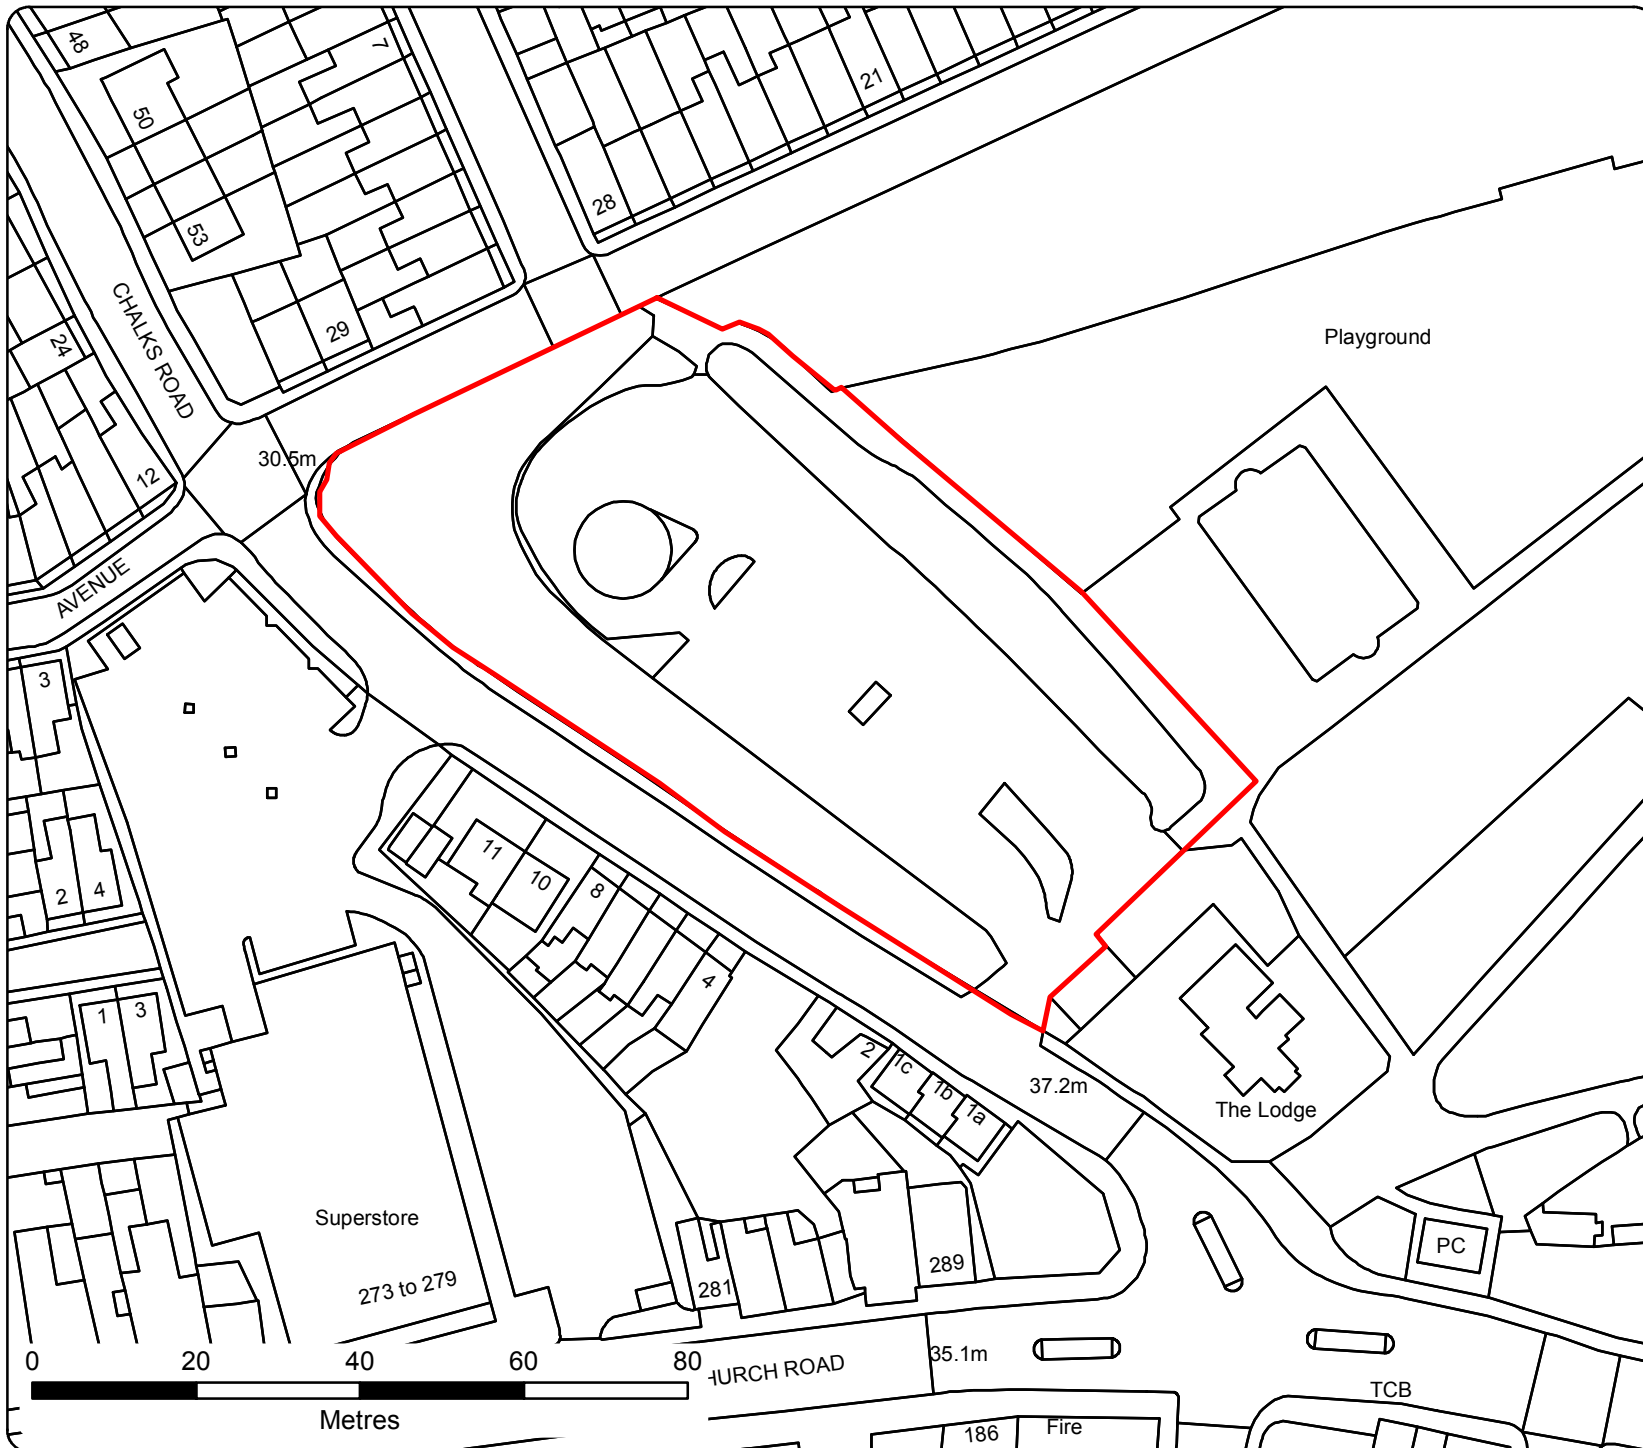 48
7
50
21
28
53
CHALKS ROAD
24
29
Playground
30.5m
12
AVENUE
3
11
10
8
2
4
4
1
3
2
1c
1b
1a
37.2m
The Lodge
Superstore
PC
273 to 279
281
289
0 20 40 60 80
HURCH ROAD
35.1m
TCB
Metres
186
Fire